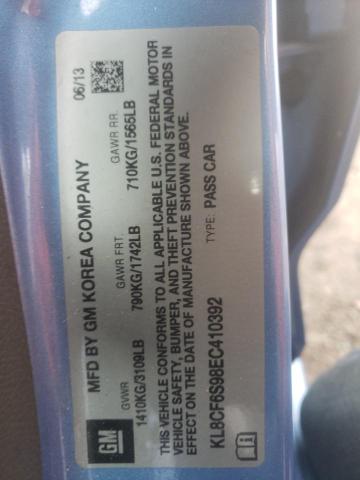 GM
MFD BY GM KOREA COMPANY 06/13
GVWR GAWR FRT. GAWR RR.
1410KG/3109LB 790KG/1742LB 710KG/1565LB
THIS VEHICLE CONFORMS TO ALL APPLICABLE U.S. FEDERAL MOTOR
VEHICLE SAFETY, BUMPER, AND THEFT PREVENTION STANDARDS IN
EFFECT ON THE DATE OF MANUFACTURE SHOWN ABOVE.
KL8CF6S98EC410392 TYPE: PASS CAR